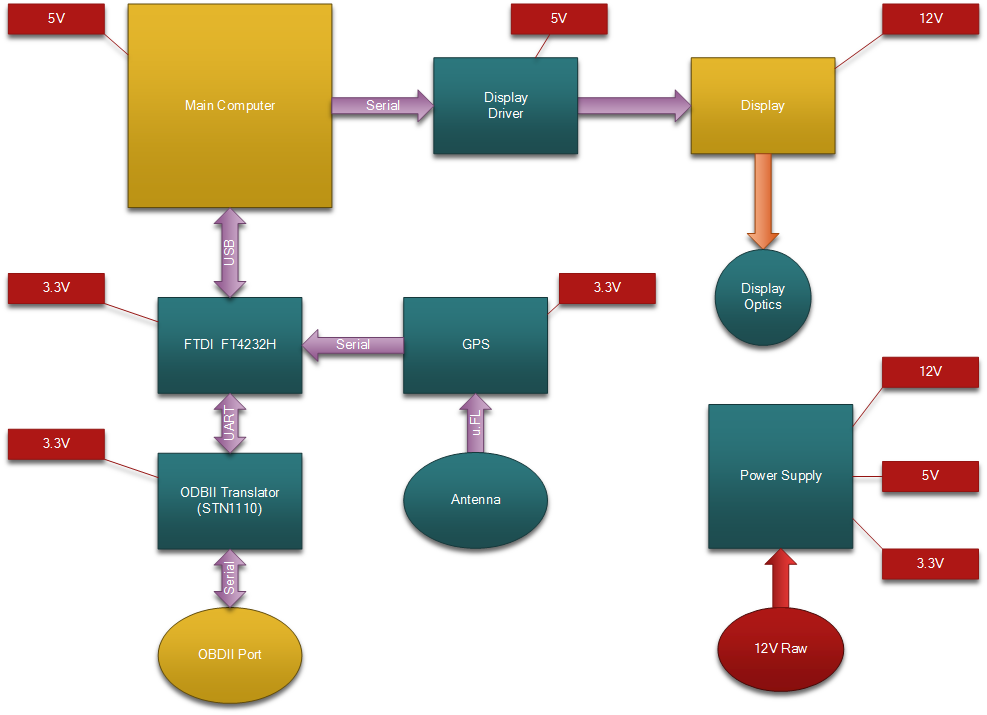 5V
5V
12V
Main Computer
Serial
Display
Driver
Display
USB
3.3V
3.3V
Display
Optics
FTDI  FT4232H
Serial
GPS
12V
UART
u.FL
3.3V
Power Supply
5V
ODBII Translator
(STN1110)
Antenna
3.3V
Serial
OBDII Port
12V Raw